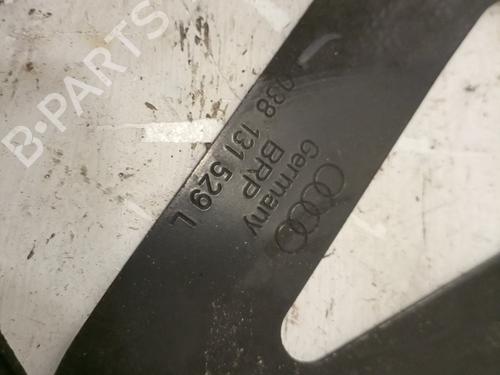 B-PARTS
038 131 529 L
BRP
Germany